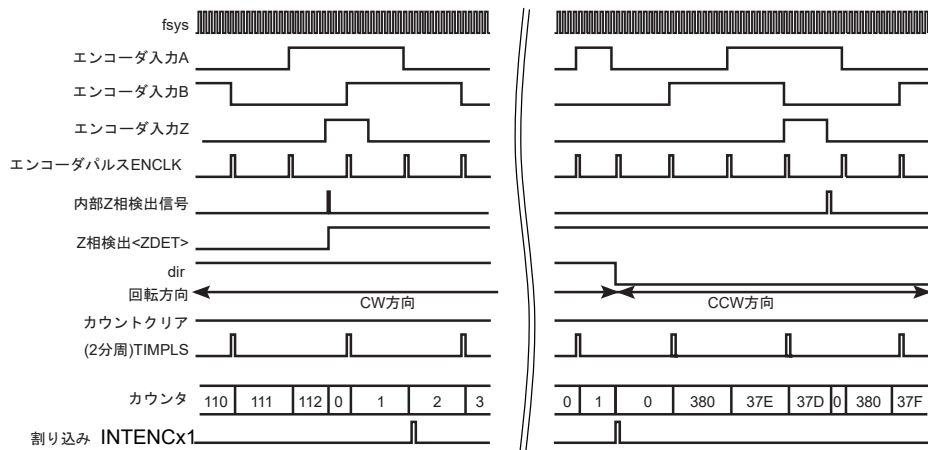 fsys
エンコーダ入力A
エンコーダ入力B
エンコーダ入力Z
エンコーダパルスENCLK
内部Z相検出信号
Z相検出<ZDET>
dir
回転方向
CW方向
CCW方向
カウントクリア
(2分周)TIMPLS
カウンタ 110 111 112 0 1 2 3 0 1 0 380 37E 37D 0 380 37F
割り込み INTENCx1